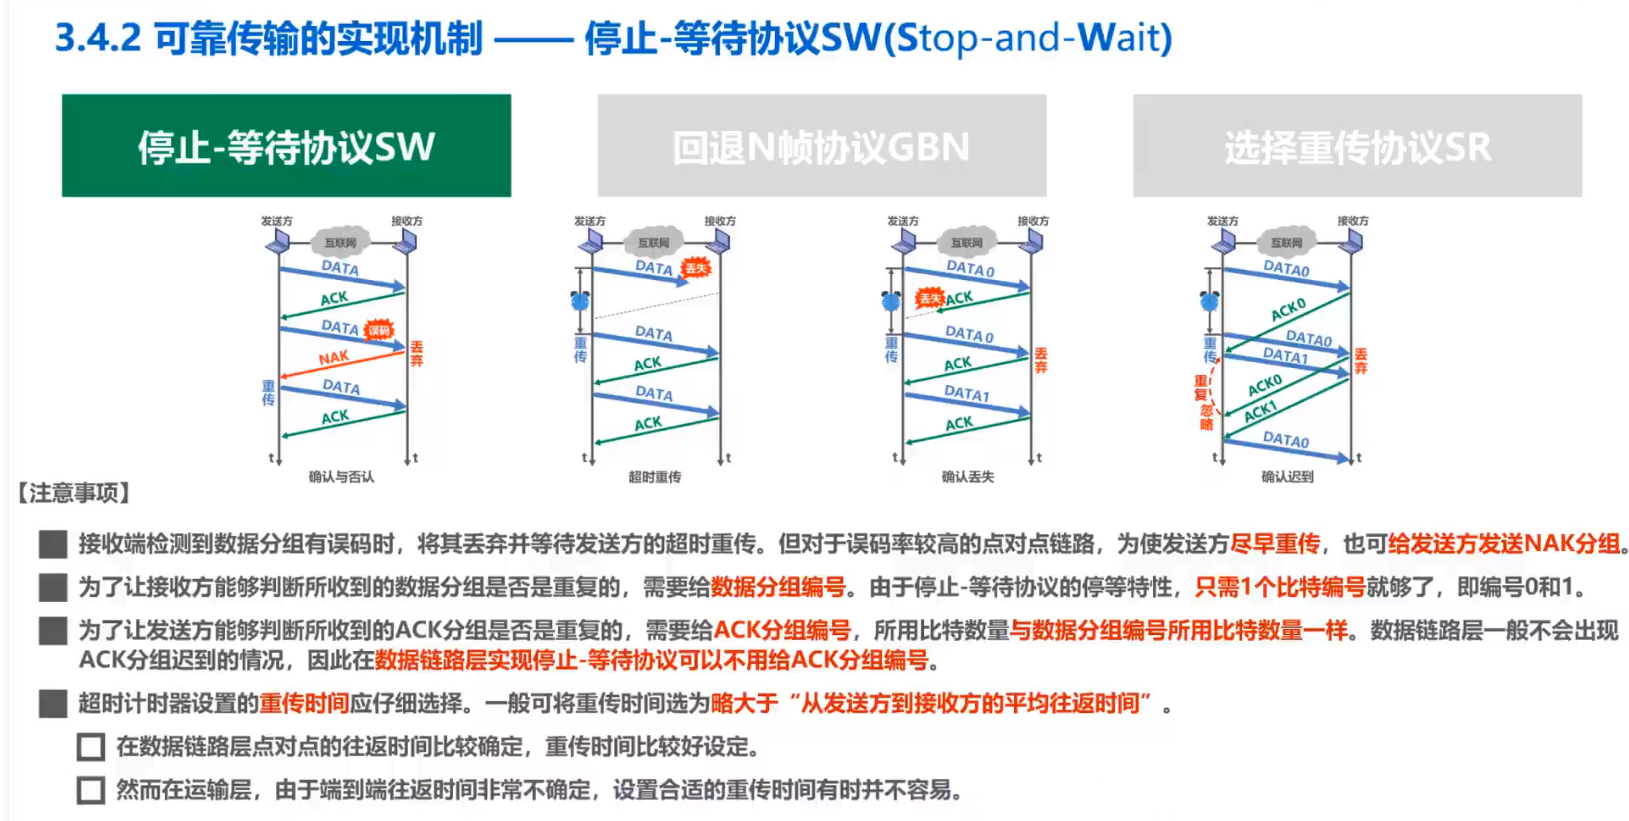 3.4.2 可靠传输的实现机制 —— 停止-等待协议SW(Stop-and-Wait)
停止-等待协议SW
回退N帧协议GBN
选择重传协议SR
发送方
接收方
互联网
DATA
ACK
DATA
误码
丢弃
NAK
重传
DATA
ACK
t
t
确认与否认
发送方
接收方
互联网
DATA
丢失
重传
DATA
ACK
DATA
ACK
t
t
超时重传
发送方
接收方
互联网
DATA0
丢失
ACK
重传
DATA0
丢弃
ACK
DATA1
ACK
t
t
确认丢失
发送方
接收方
互联网
DATA0
ACK0
重传
DATA0
DATA1
丢弃
重复
忽略
ACK0
ACK1
DATA0
t
t
确认迟到
【注意事项】
接收端检测到数据分组有误码时，将其丢弃并等待发送方的超时重传。但对于误码率较高的点对点链路，为使发送方尽早重传，也可给发送方发送NAK分组。
为了让接收方能够判断所收到的数据分组是否是重复的，需要给数据分组编号。由于停止-等待协议的停等特性，只需1个比特编号就够了，即编号0和1。
为了让发送方能够判断所收到的ACK分组是否是重复的，需要给ACK分组编号，所用比特数量与数据分组编号所用比特数量一样。数据链路层一般不会出现
ACK分组迟到的情况，因此在数据链路层实现停止-等待协议可以不用给ACK分组编号。
超时计时器设置的重传时间应仔细选择。一般可将重传时间选为略大于“从发送方到接收方的平均往返时间”。
在数据链路层点对点的往返时间比较确定，重传时间比较好设定。
然而在运输层，由于端到端往返时间非常不确定，设置合适的重传时间有时并不容易。